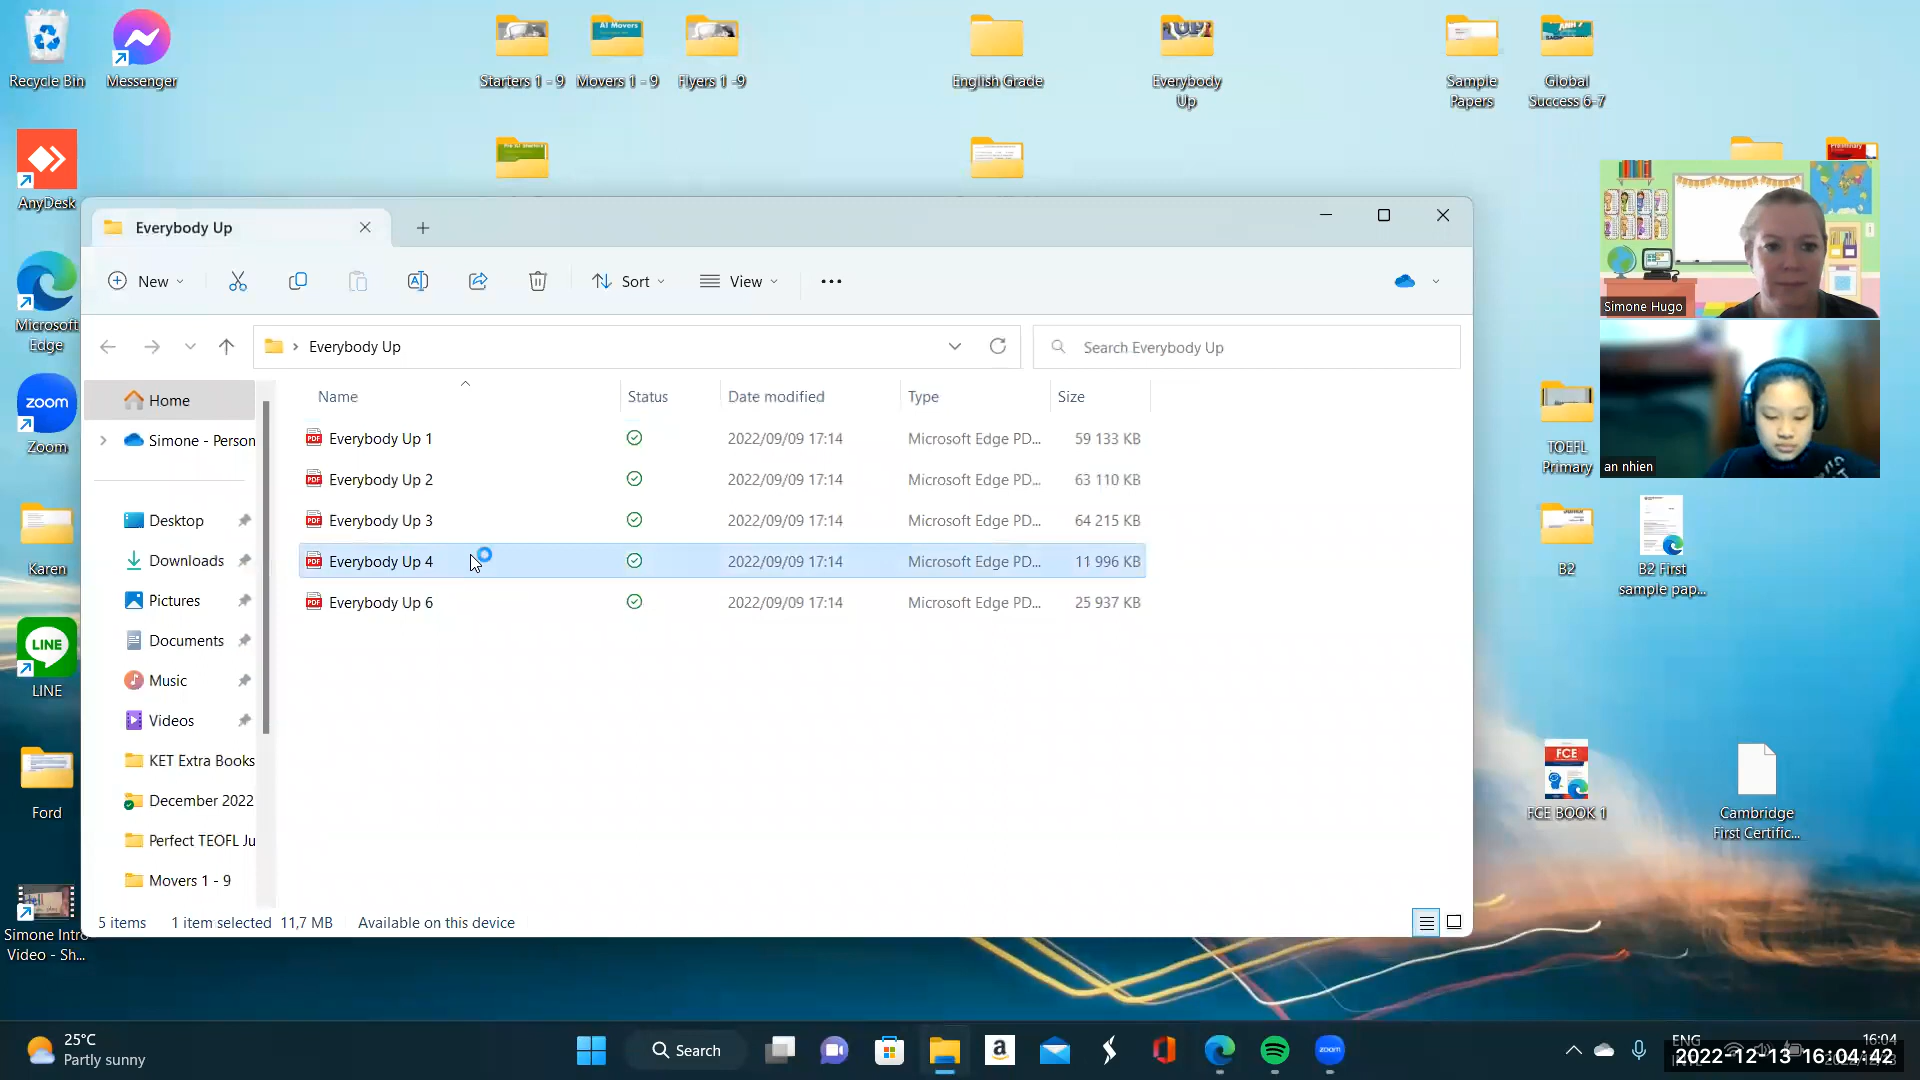 Recycle Bin
Messenger
Starters 1 - 9
Movers 1 - 9
Flyers 1 -9
English Grade
Everybody
Up
Sample
Papers
Global
Success 6-7
A1 Movers
AnyDesk
Everybody Up
New
Sort
View
Microsoft
Edge
Everybody Up
Search Everybody Up
Simone Hugo
Home
Name
Status
Date modified
Type
Size
zoom
Zoom
Simone - Person
Everybody Up 1
2022/09/09 17:14
Microsoft Edge PD...
59 133 KB
Everybody Up 2
2022/09/09 17:14
Microsoft Edge PD...
63 110 KB
TOEFL
Primary
an nhien
Desktop
Everybody Up 3
2022/09/09 17:14
Microsoft Edge PD...
64 215 KB
Karen
Downloads
Everybody Up 4
2022/09/09 17:14
Microsoft Edge PD...
11 996 KB
B2
B2 First
sample pap...
Pictures
Everybody Up 6
2022/09/09 17:14
Microsoft Edge PD...
25 937 KB
LINE
LINE
Documents
Music
Videos
KET Extra Books
December 2022
Perfect TEOFL Ju
Movers 1 - 9
Ford
FCE
FCE BOOK 1
Cambridge
First Certific...
Simone Intro
Video - Sh...
5 items
1 item selected
11,7 MB
Available on this device
25°C
Partly sunny
Search
zoom
ENG
16:04
2022-12-13 16:04:42